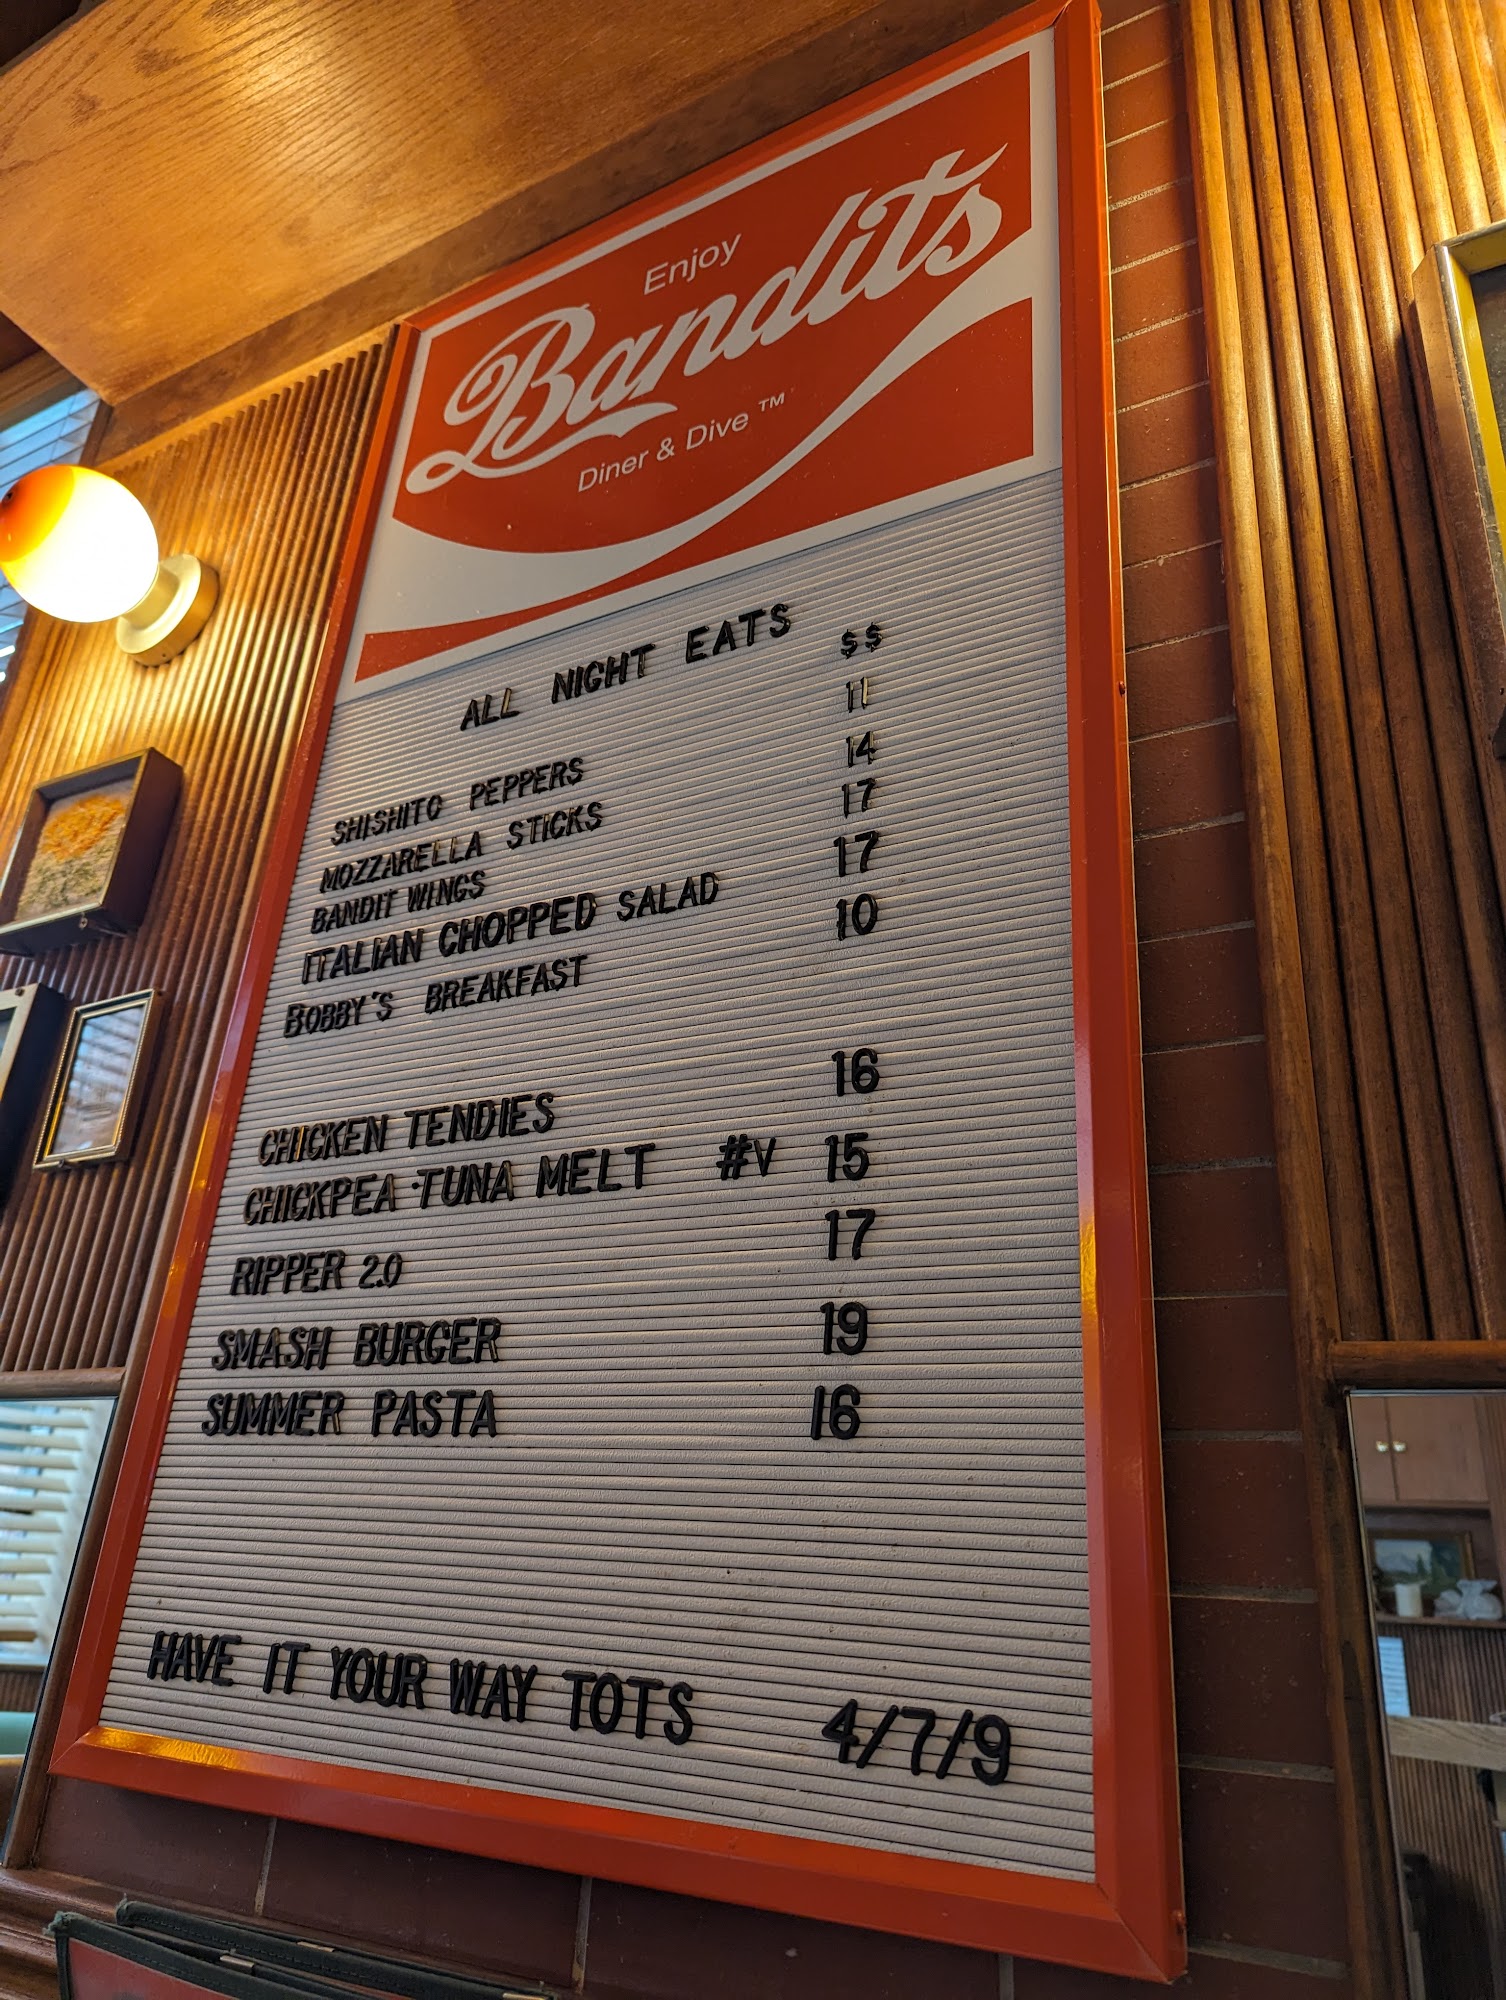 Enjoy
Bandits
Diner & Dive ™
ALL NIGHT EATS $$
SHISHITO PEPPERS 11
MOZZARELLA STICKS 14
BANDIT WINGS 17
ITALIAN CHOPPED SALAD 17
BOBBY'S BREAKFAST 10
CHICKEN TENDIES 16
CHICKPEA·TUNA MELT #V 15
RIPPER 2.0 17
SMASH BURGER 19
SUMMER PASTA 16
HAVE IT YOUR WAY TOTS 4/7/9